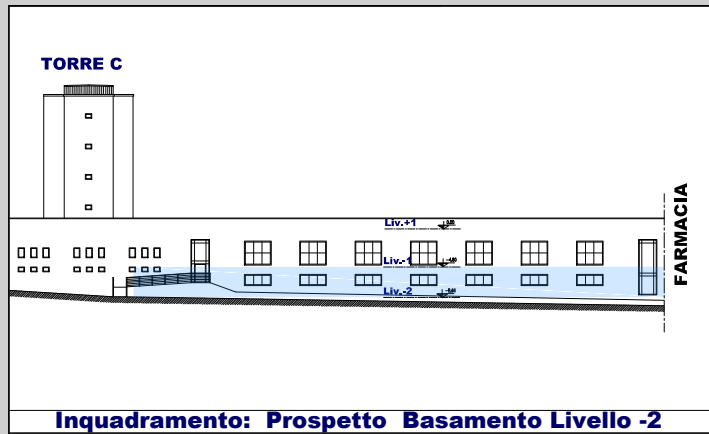 TORRE C
Liv.+1
Liv.-1
Liv.-2
FARMACIA
Inquadramento: Prospetto Basamento Livello -2